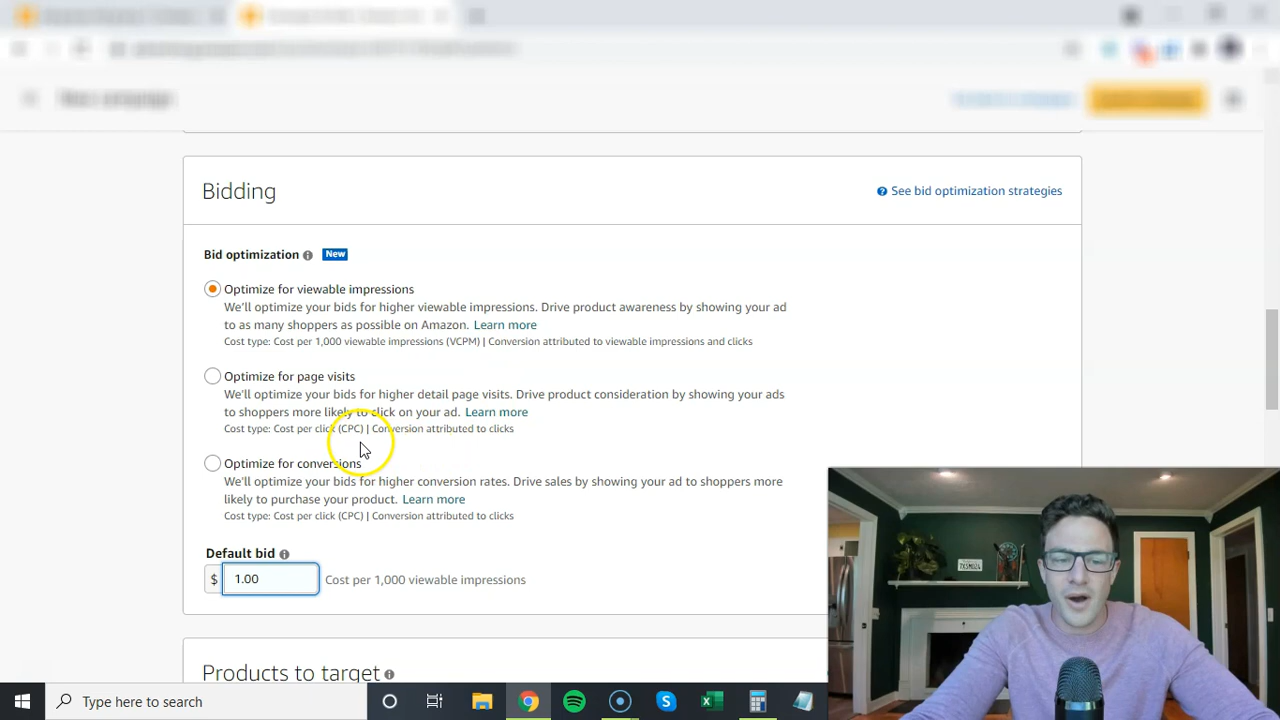 New campaign
Bidding
See bid optimization strategies
Bid optimization
New
Optimize for viewable impressions
We'll optimize your bids for higher viewable impressions. Drive product awareness by showing your ad
to as many shoppers as possible on Amazon. Learn more
Cost type: Cost per 1,000 viewable impressions (VCPM) | Conversion attributed to viewable impressions and clicks
Optimize for page visits
We'll optimize your bids for higher detail page visits. Drive product consideration by showing your ads
to shoppers more likely to click on your ad. Learn more
Cost type: Cost per click (CPC) | Conversion attributed to clicks
Optimize for conversions
We'll optimize your bids for higher conversion rates. Drive sales by showing your ad to shoppers more
likely to purchase your product. Learn more
Cost type: Cost per click (CPC) | Conversion attributed to clicks
Default bid
$ 1.00 Cost per 1,000 viewable impressions
Products to target
Type here to search